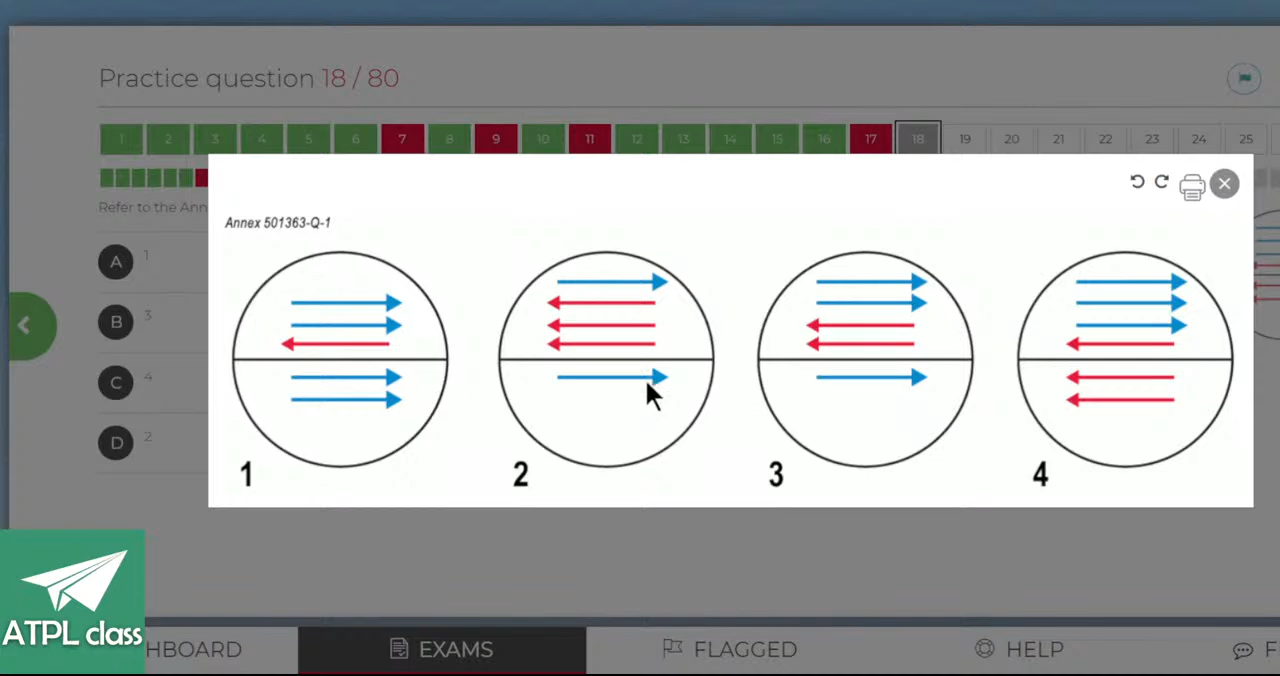 Practice question 18 / 80
1 2 3 4 5 6 7 8 9 10 11 12 13 14 15 16 17 18 19 20 21 22 23 24 25
Refer to the Ann
Annex 501363-Q-1
A 1
B 3
C 4
D 2
1 2 3 4
ATPL class
HBOARD EXAMS FLAGGED HELP F